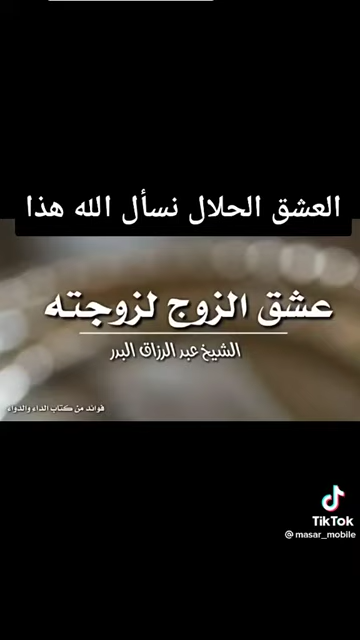 العشق الحلال نسأل الله هذا
عشق الزوج لزوجته
الشيخ عبد الرزاق البدر
فوائد من كتاب الداء والدواء
TikTok
@masar_mobile